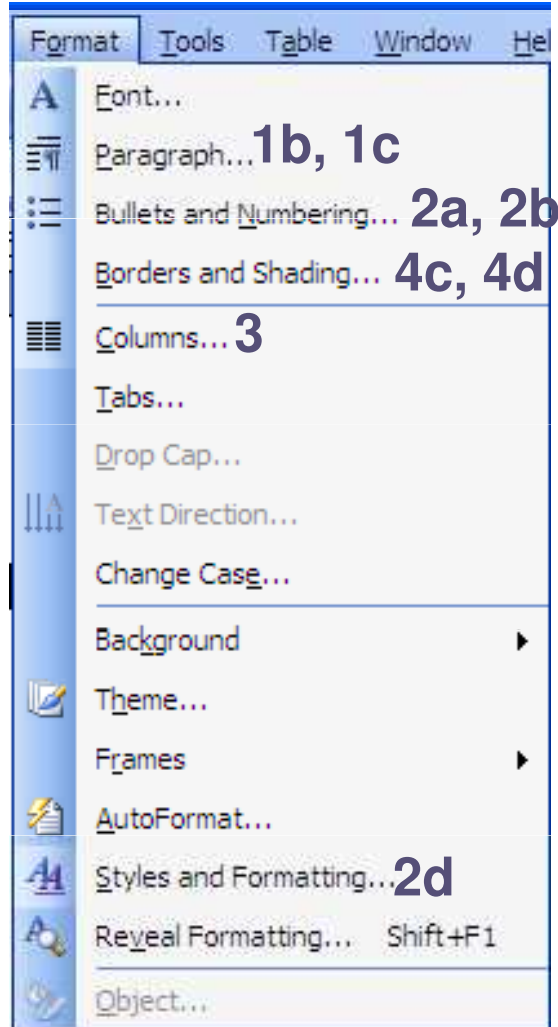 Format Tools Table Window Hel
Font...
Paragraph... 1b, 1c
Bullets and Numbering... 2a, 2b
Borders and Shading... 4c, 4d
Columns... 3
Tabs...
Drop Cap...
Text Direction...
Change Case...
Background
Theme...
Frames
AutoFormat...
Styles and Formatting... 2d
Reveal Formatting... Shift+F1
Object...